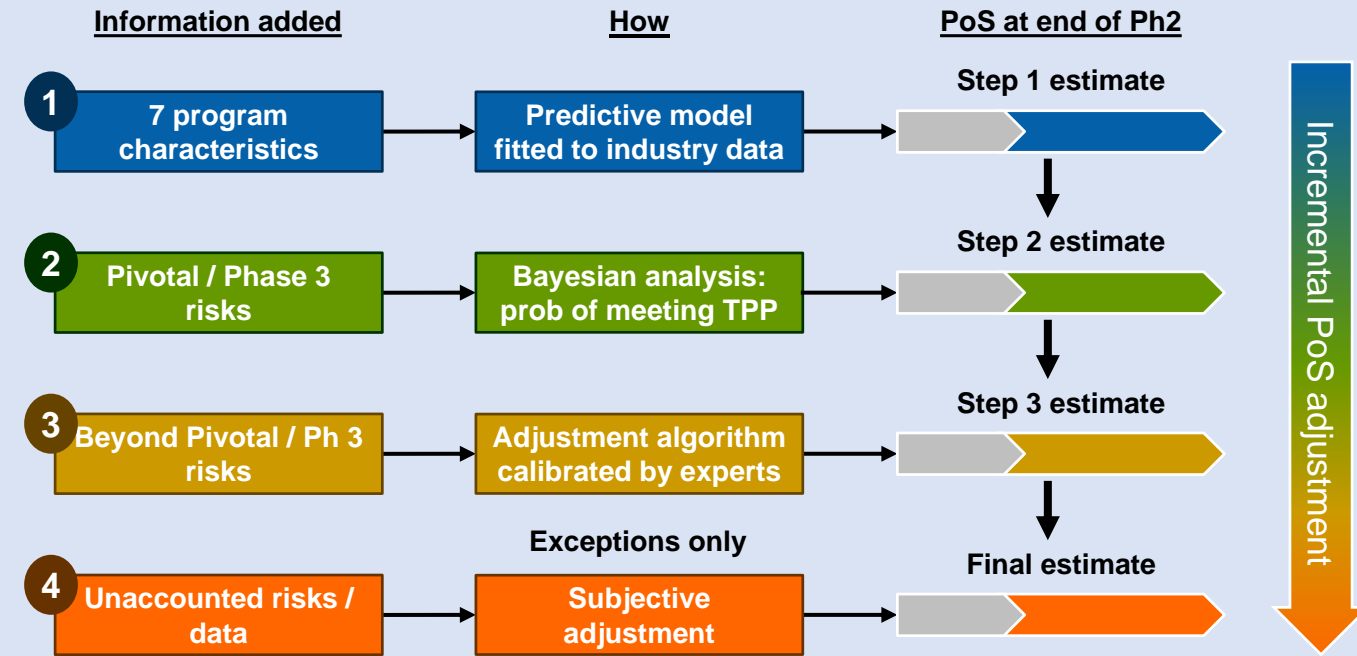 Information added
How
PoS at end of Ph2
1
7 program
characteristics
Predictive model
fitted to industry data
Step 1 estimate
2
Pivotal / Phase 3
risks
Bayesian analysis:
prob of meeting TPP
Step 2 estimate
3
Beyond Pivotal / Ph 3
risks
Adjustment algorithm
calibrated by experts
Step 3 estimate
4
Unaccounted risks /
data
Exceptions only
Subjective
adjustment
Final estimate
Incremental PoS adjustment